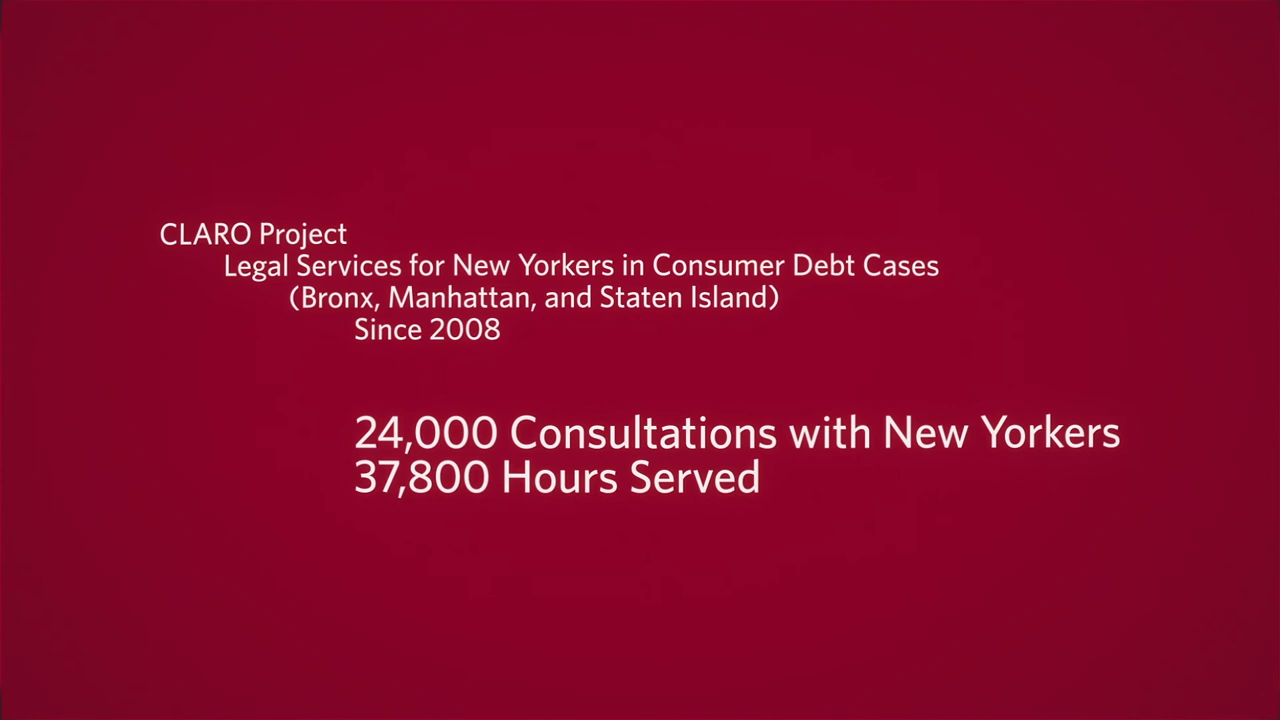 CLARO Project
Legal Services for New Yorkers in Consumer Debt Cases
(Bronx, Manhattan, and Staten Island)
Since 2008
24,000 Consultations with New Yorkers
37,800 Hours Served